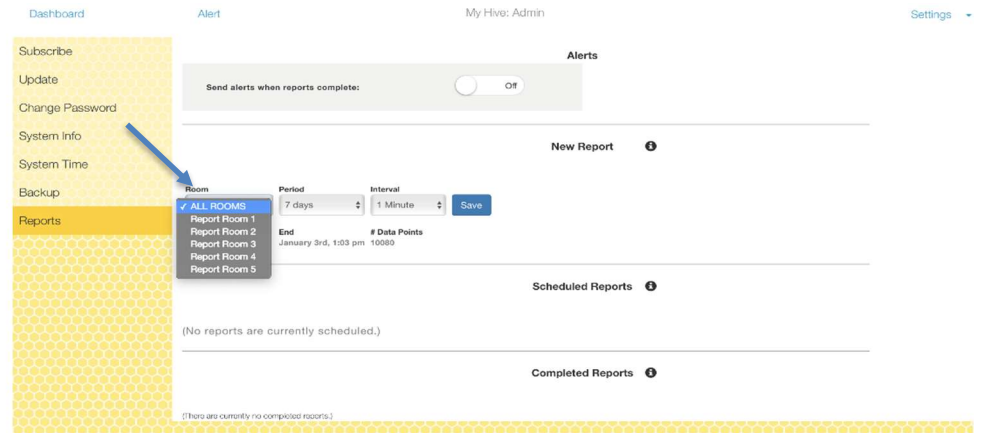 Dashboard Alert My Hive: Admin Settings
Subscribe
Update
Change Password
System Info
System Time
Backup
Reports
Alerts
Send alerts when reports complete: Off
New Report
Room Period Interval
✓ ALL ROOMS 7 days 1 Minute Save
Report Room 1
Report Room 2
Report Room 3
Report Room 4
Report Room 5
End # Data Points
January 3rd, 1:03 pm 10080
Scheduled Reports
(No reports are currently scheduled.)
Completed Reports
(There are currently no completed reports.)